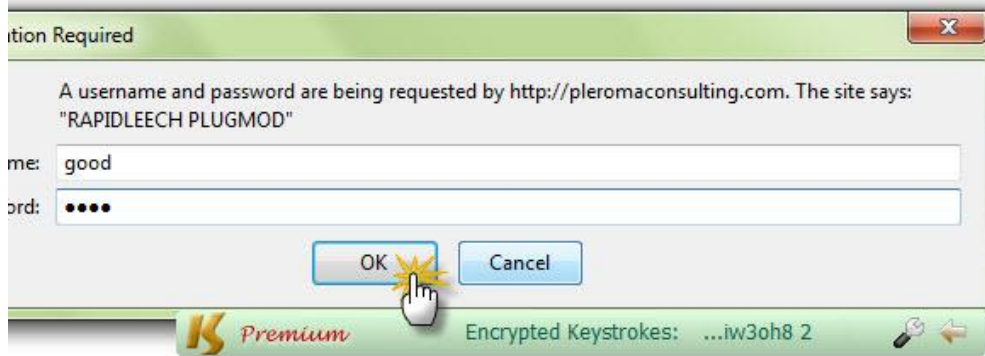 ation Required
A username and password are being requested by http://pleromaconsulting.com. The site says:
"RAPIDLEECH PLUGMOD"
me: good
ord: ••••
OK Cancel
K Premium Encrypted Keystrokes: ...iw3oh8 2